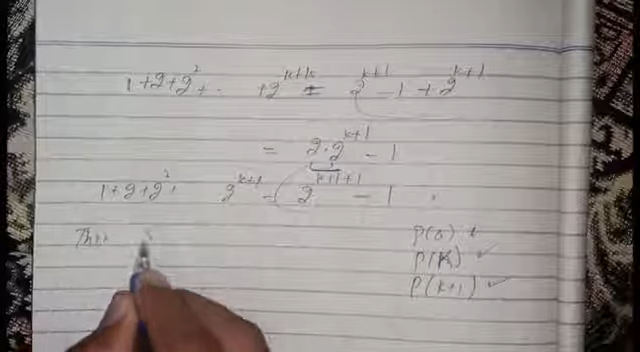 1+2+2²+ . +2^k+1 = 2^k+1 - 1 + 2^k+1
= 2·2^k+1 - 1
1+2+2²· 2^k+1 = 2^k+1+1 - 1 .
P(0) ✓
P(k) ✓
P(k+1) ✓